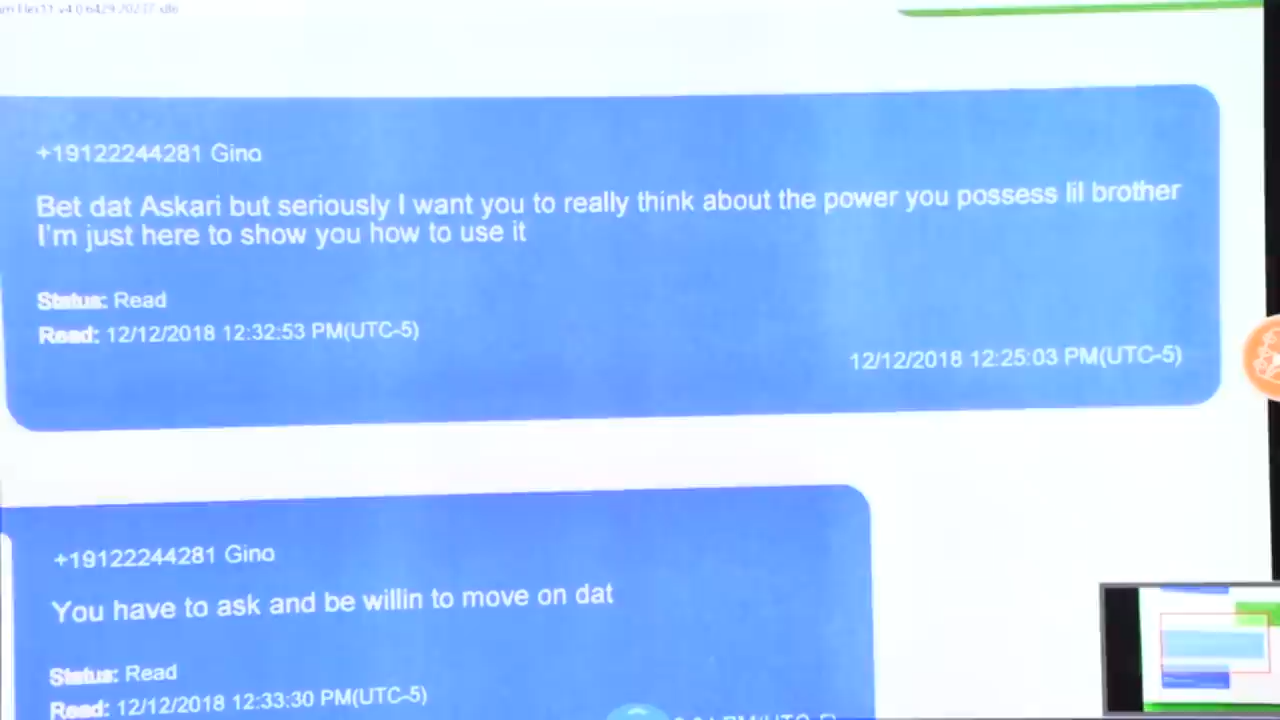 +19122244281 Gino
Bet dat Askari but seriously I want you to really think about the power you possess lil brother
I'm just here to show you how to use it
Status: Read
Read: 12/12/2018 12:32:53 PM(UTC-5)
12/12/2018 12:25:03 PM(UTC-5)
+19122244281 Gino
You have to ask and be willin to move on dat
Status: Read
Read: 12/12/2018 12:33:30 PM(UTC-5)